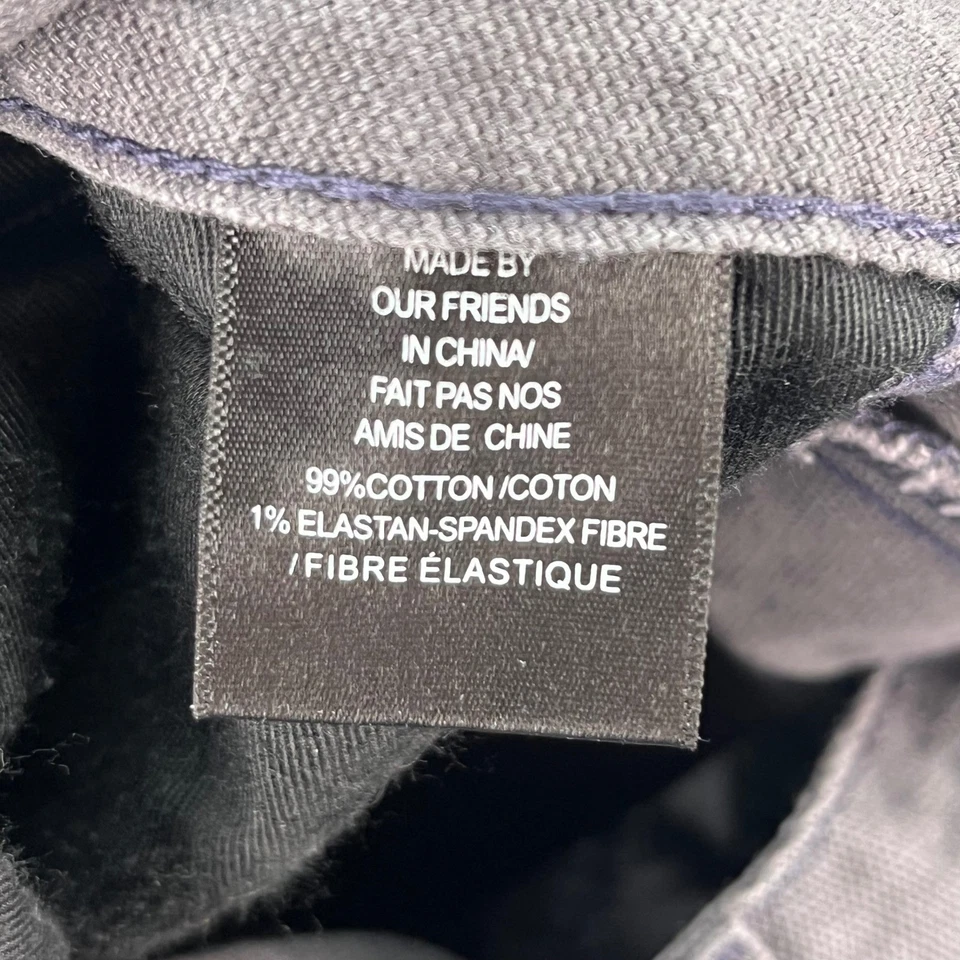 MADE BY
OUR FRIENDS
IN CHINA/
FAIT PAS NOS
AMIS DE CHINE
99%COTTON/COTON
1% ELASTAN-SPANDEX FIBRE
/FIBRE ÉLASTIQUE